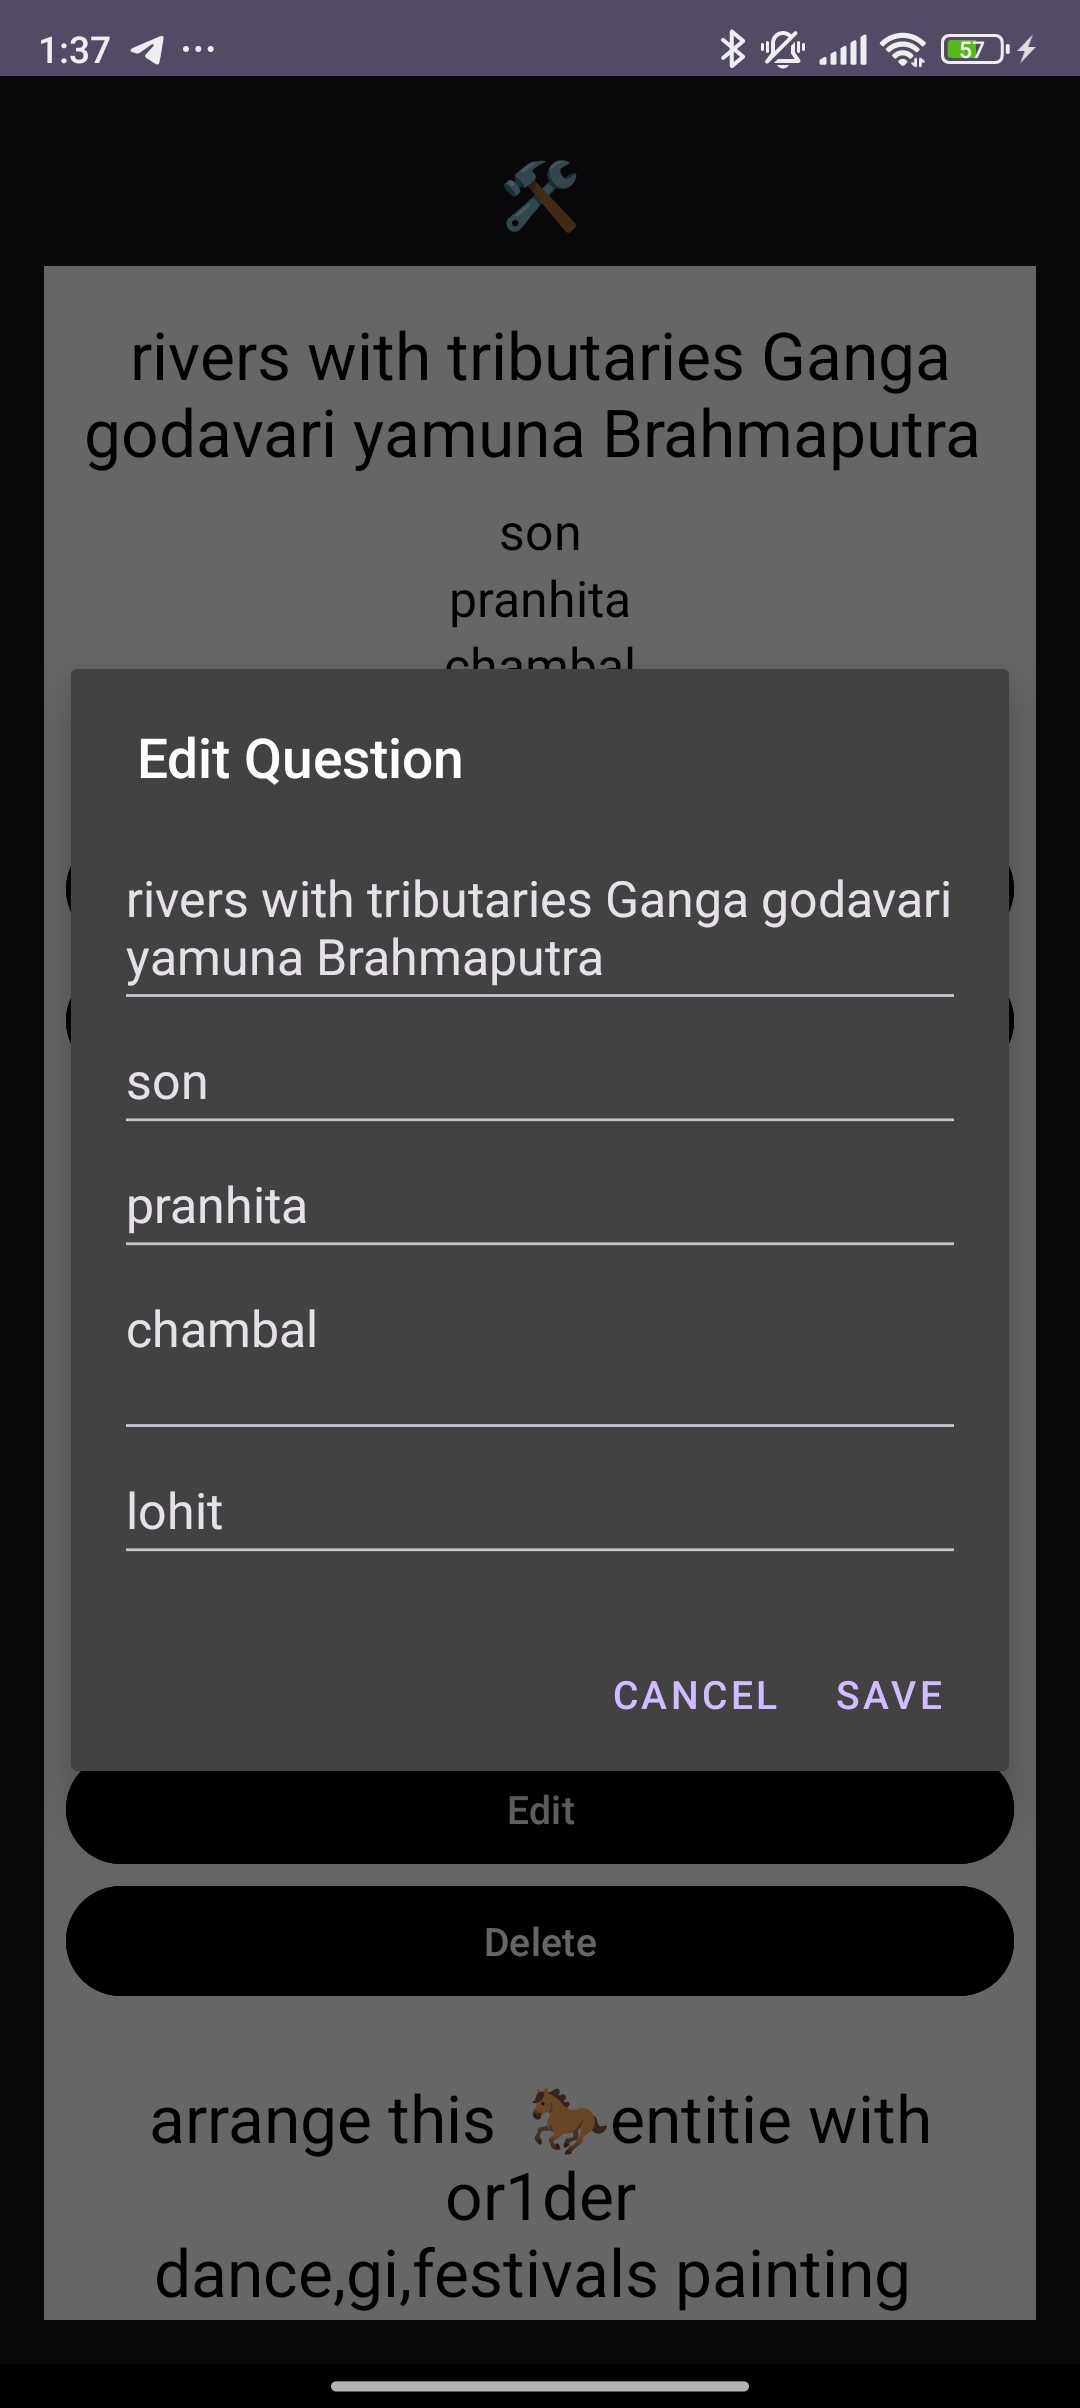 1:37
57
rivers with tributaries Ganga
godavari yamuna Brahmaputra
son
pranhita
chambal
Edit Question
rivers with tributaries Ganga godavari
yamuna Brahmaputra
son
pranhita
chambal
lohit
CANCEL SAVE
Edit
Delete
arrange this 🐎entitie with
or1der
dance,gi,festivals painting